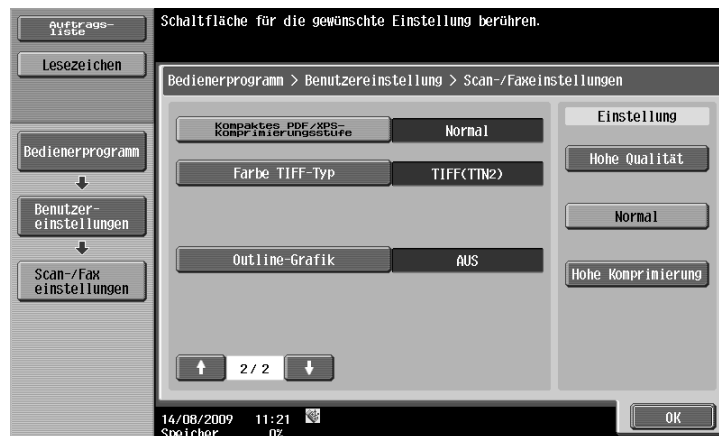 Auftrags-
liste
Lesezeichen
Bedienerprogramm
Benutzer-
einstellungen
Scan-/Fax
einstellungen
Schaltfläche für die gewünschte Einstellung berühren.
Bedienerprogramm > Benutzereinstellung > Scan-/Faxeinstellungen
Kompaktes PDF/XPS-
Komprimierungsstufe
Normal
Farbe TIFF-Typ
TIFF(TTN2)
Outline-Grafik
AUS
2/ 2
Einstellung
Hohe Qualität
Normal
Hohe Komprimierung
14/08/2009 11:21
Speicher 0%
OK